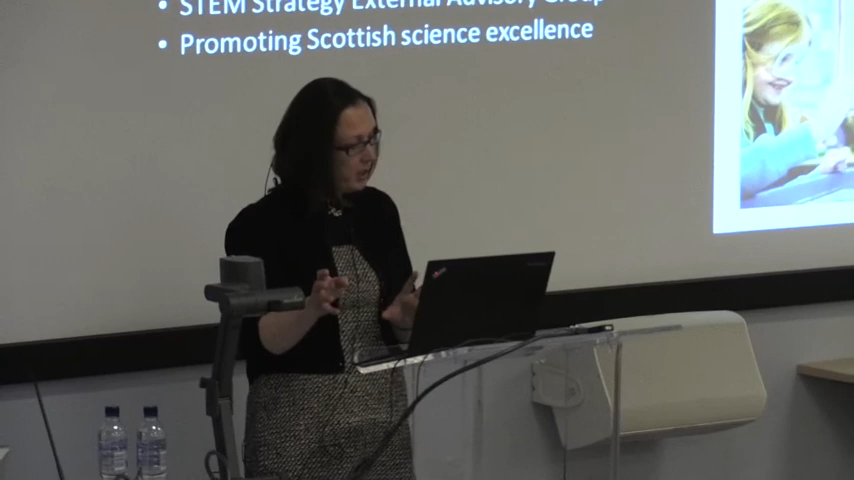 • STEM Strategy External Advisory Group
• Promoting Scottish science excellence